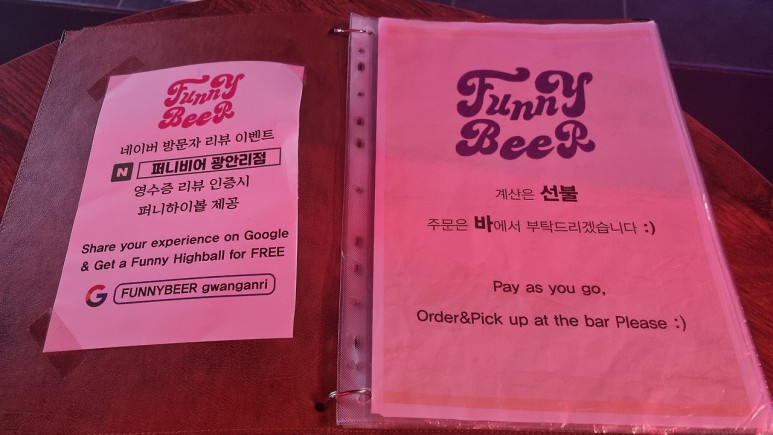 Funny
Beer
네이버 방문자 리뷰 이벤트
N 퍼니비어 광안리점
영수증 리뷰 인증시
퍼니하이볼 제공
Share your experience on Google
& Get a Funny Highball for FREE
G FUNNYBEER gwanganri
Funny
Beer
계산은 선불
주문은 바에서 부탁드리겠습니다 :)
Pay as you go,
Order&Pick up at the bar Please :)